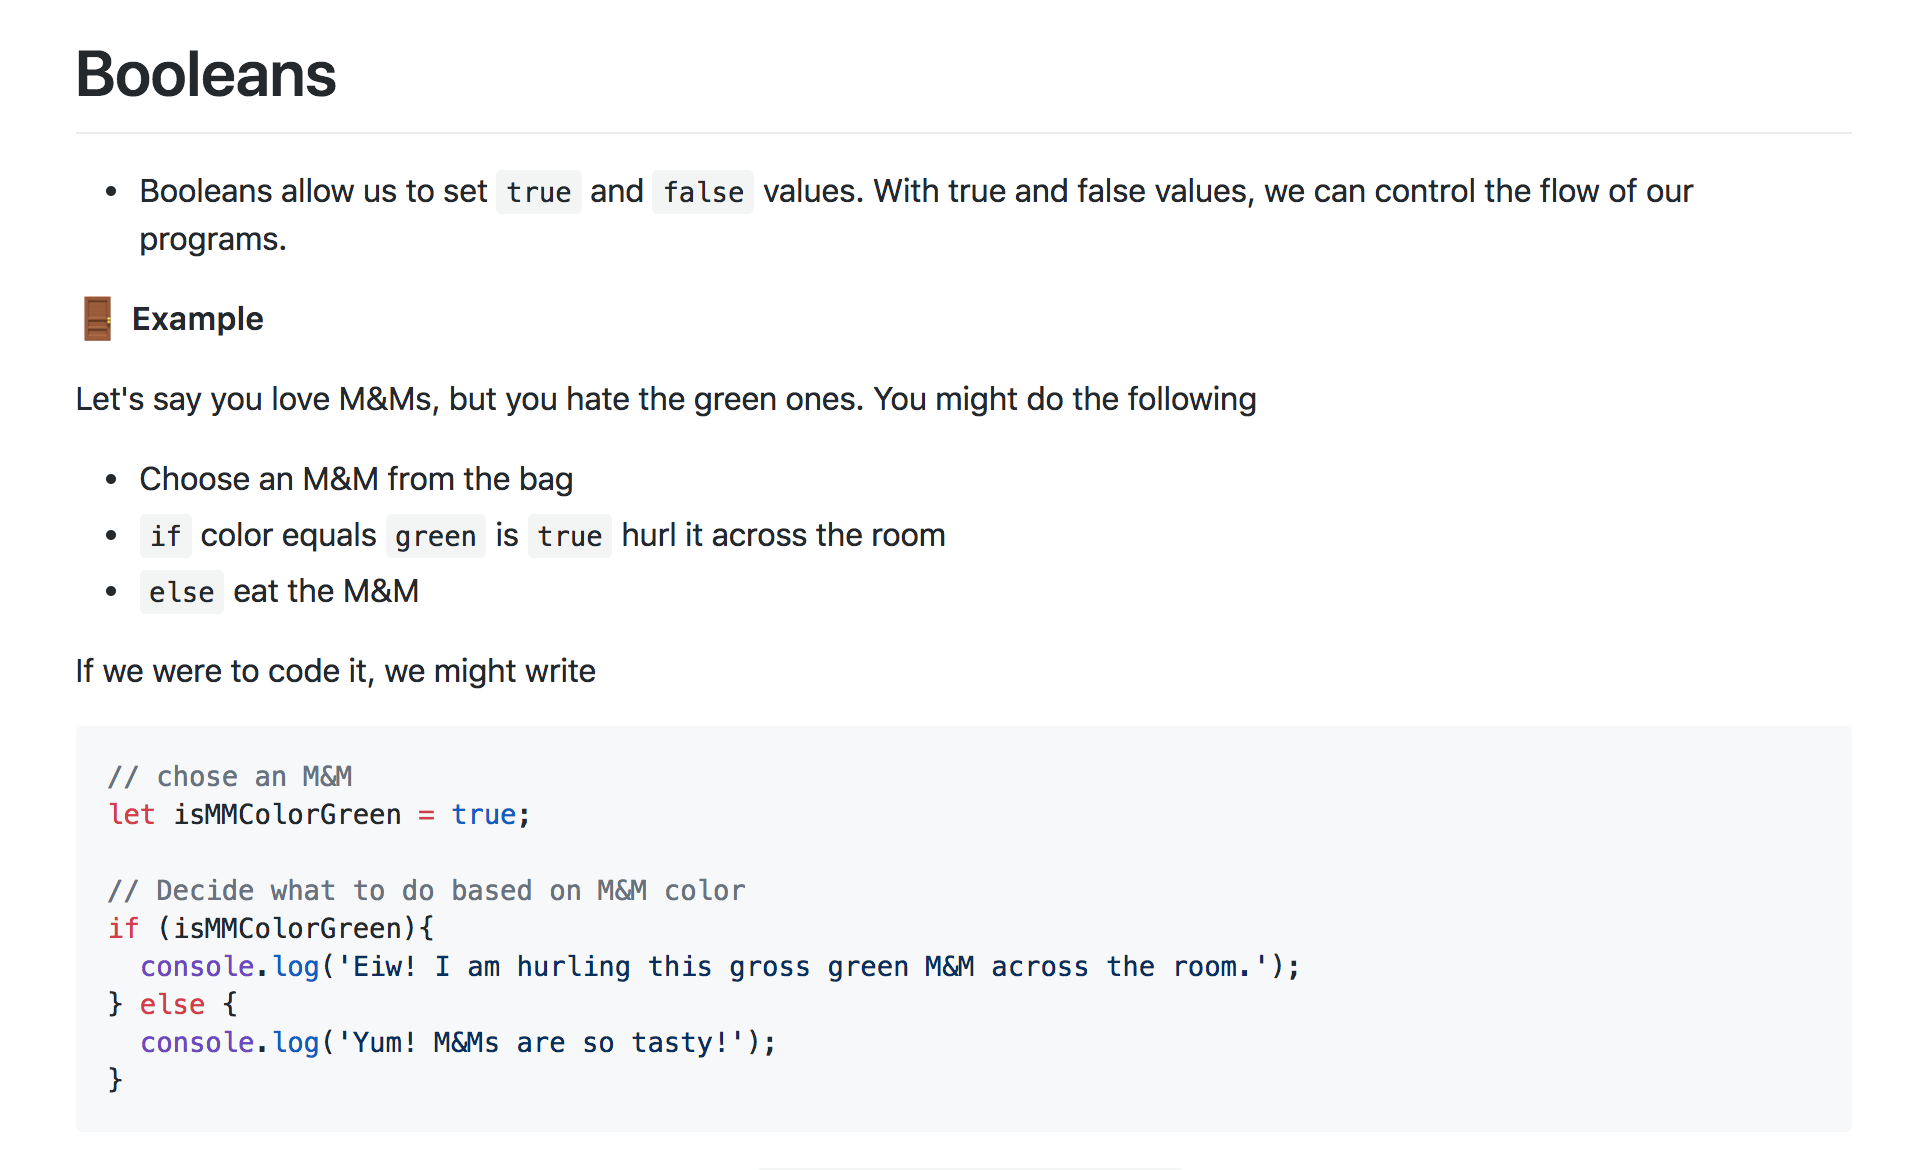 Booleans
Booleans allow us to set true and false values. With true and false values, we can control the flow of our
programs.
Example
Let's say you love M&Ms, but you hate the green ones. You might do the following
Choose an M&M from the bag
if color equals green is true hurl it across the room
else eat the M&M
If we were to code it, we might write
// chose an M&M
let isMMColorGreen = true;
// Decide what to do based on M&M color
if (isMMColorGreen){
  console.log('Eiw! I am hurling this gross green M&M across the room.');
} else {
  console.log('Yum! M&Ms are so tasty!');
}